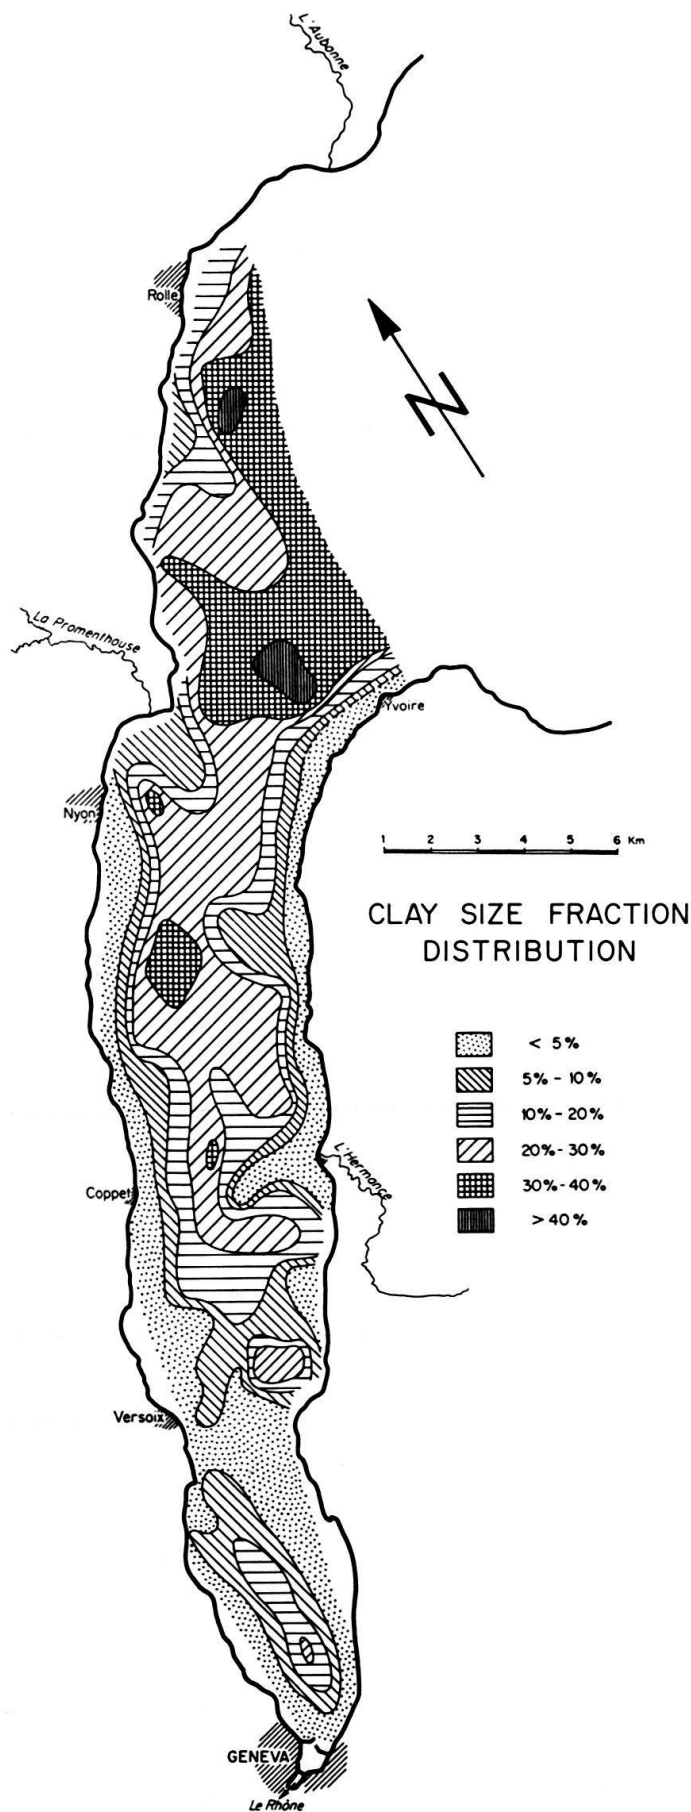 L'Aubonne
Rolle
N
La Promenthouse
Yvoire
Nyon
1 2 3 4 5 6 Km
CLAY SIZE FRACTION
DISTRIBUTION
< 5%
5% - 10%
10% - 20%
20% - 30%
30% - 40%
> 40%
L'Hermance
Coppet
Versoix
GENEVA
Le Rhône